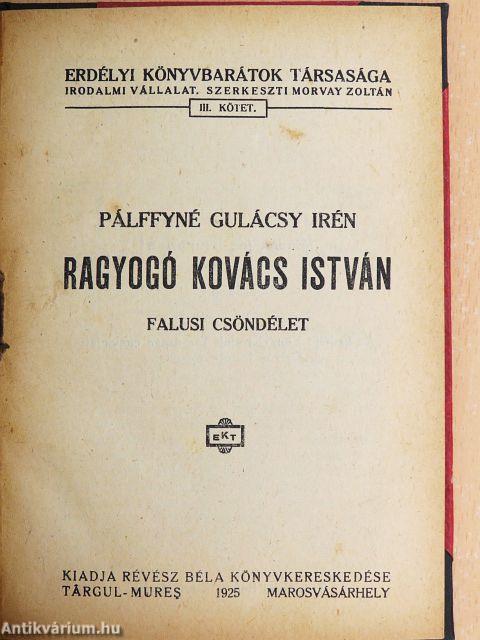 ERDÉLYI KÖNYVBARÁTOK TÁRSASÁGA
IRODALMI VÁLLALAT. SZERKESZTI MORVAY ZOLTÁN
III. KÖTET.
PÁLFFYNÉ GULÁCSY IRÉN
RAGYOGÓ KOVÁCS ISTVÁN
FALUSI CSÖNDÉLET
EKT
KIADJA RÉVÉSZ BÉLA KÖNYVKERESKEDÉSE
TÂRGUL-MUREȘ 1925 MAROSVÁSÁRHELY
Antikvárium.hu